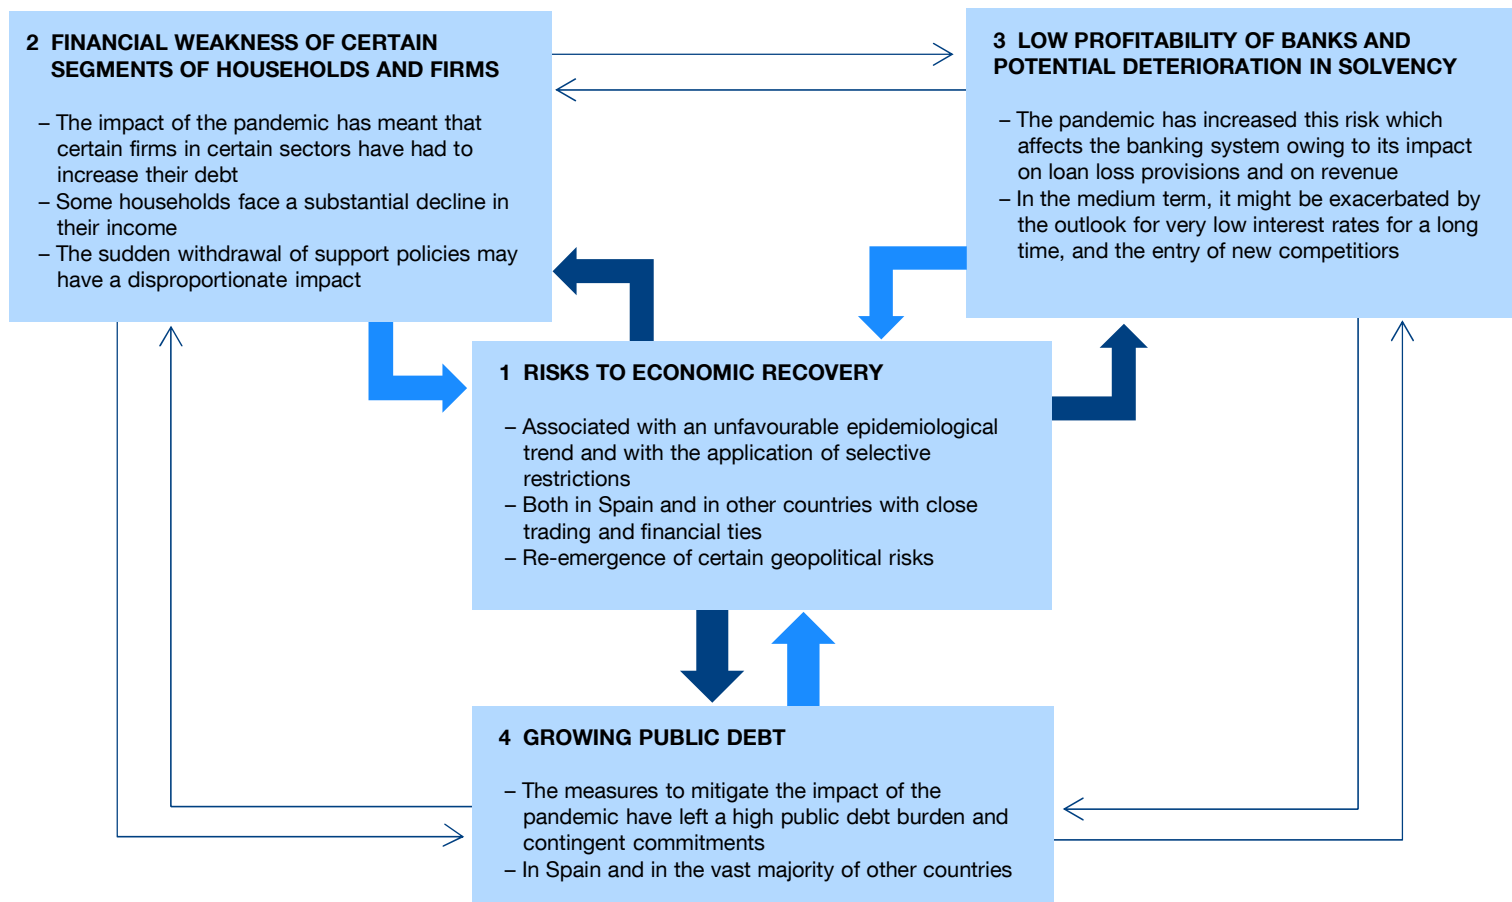 2 FINANCIAL WEAKNESS OF CERTAIN
SEGMENTS OF HOUSEHOLDS AND FIRMS
– The impact of the pandemic has meant that
certain firms in certain sectors have had to
increase their debt
– Some households face a substantial decline in
their income
– The sudden withdrawal of support policies may
have a disproportionate impact
3 LOW PROFITABILITY OF BANKS AND
POTENTIAL DETERIORATION IN SOLVENCY
– The pandemic has increased this risk which
affects the banking system owing to its impact
on loan loss provisions and on revenue
– In the medium term, it might be exacerbated by
the outlook for very low interest rates for a long
time, and the entry of new competitiors
1 RISKS TO ECONOMIC RECOVERY
– Associated with an unfavourable epidemiological
trend and with the application of selective
restrictions
– Both in Spain and in other countries with close
trading and financial ties
– Re-emergence of certain geopolitical risks
4 GROWING PUBLIC DEBT
– The measures to mitigate the impact of the
pandemic have left a high public debt burden and
contingent commitments
– In Spain and in the vast majority of other countries